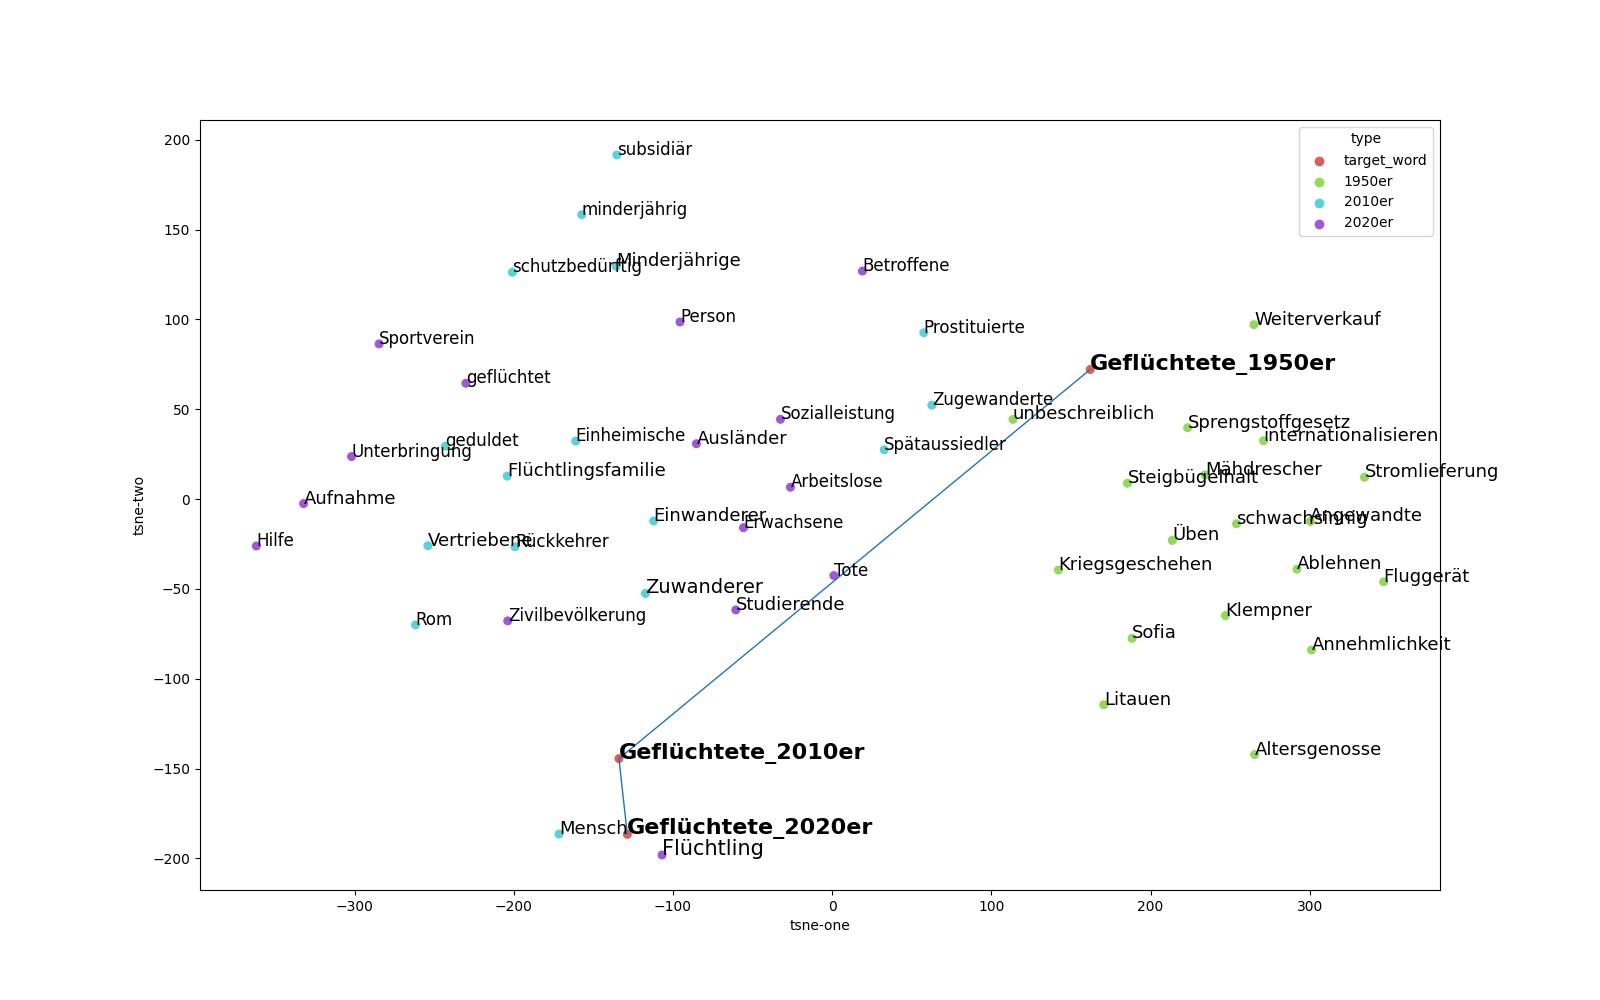 200
150
100
50
0
−50
−100
−150
−200
tsne-two
−300
−200
−100
0
100
200
300
tsne-one
type
target_word
1950er
2010er
2020er
subsidiär
minderjährig
schutzbedürftig
Minderjährige
Betroffene
Person
Prostituierte
Weiterverkauf
Sportverein
Geflüchtete_1950er
geflüchtet
Zugewanderte
Sozialleistung
unbeschreiblich
Sprengstoffgesetz
internationalisieren
geduldet
Einheimische
Ausländer
Spätaussiedler
Unterbringung
Flüchtlingsfamilie
Arbeitslose
Steigbügelhalt
Mähdrescher
Stromlieferung
Aufnahme
Einwanderer
Erwachsene
schwachsinnig
Angewandte
Hilfe
Vertriebene
Rückkehrer
Üben
Tote
Kriegsgeschehen
Ablehnen
Fluggerät
Zuwanderer
Studierende
Klempner
Rom
Zivilbevölkerung
Sofia
Annehmlichkeit
Litauen
Geflüchtete_2010er
Altersgenosse
Mensch
Geflüchtete_2020er
Flüchtling